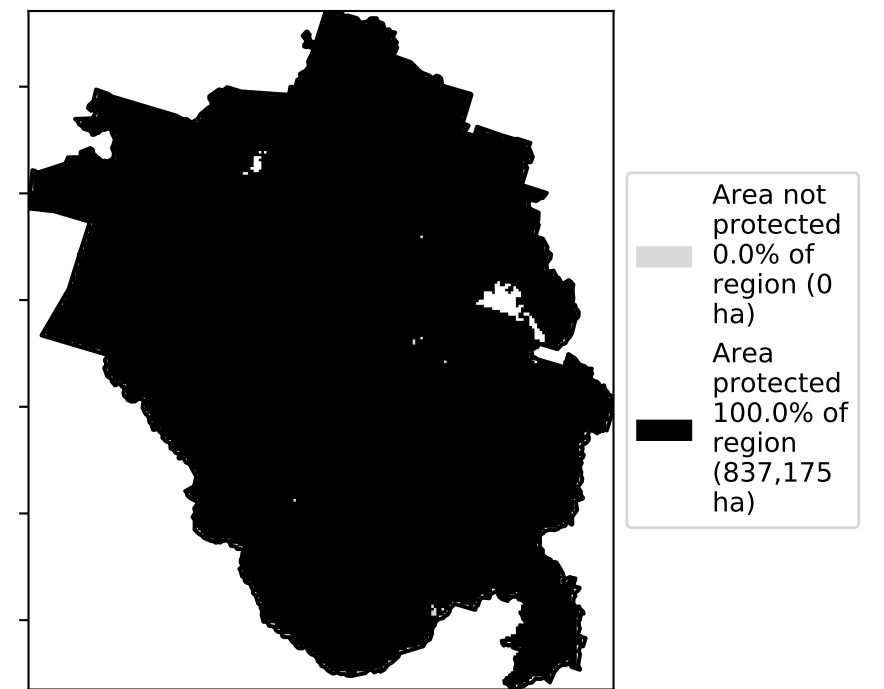 Area not
protected
0.0% of
region (0
ha)
Area
protected
100.0% of
region
(837,175
ha)